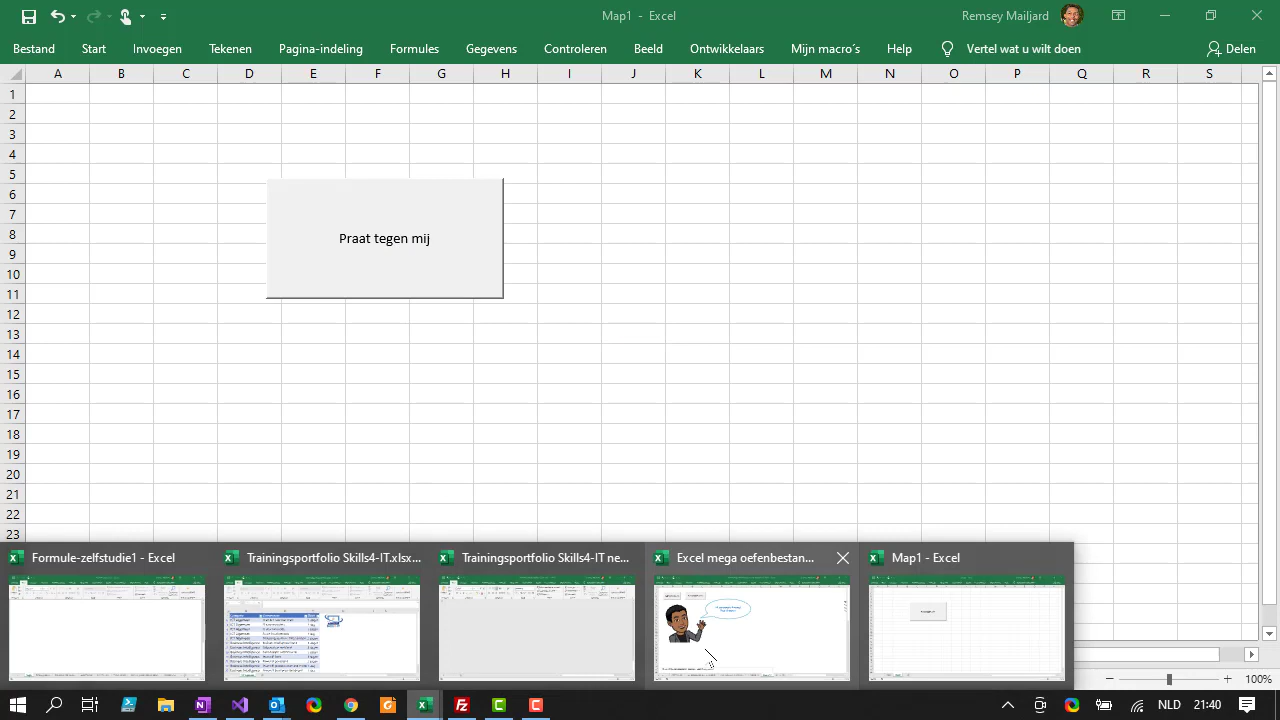 Map1 - Excel
Remsey Mailjard
Bestand Start Invoegen Tekenen Pagina-indeling Formules Gegevens Controleren Beeld Ontwikkelaars Mijn macro's Help Vertel wat u wilt doen Delen
A B C D E F G H I J K L M N O P Q R S
1
2
3
4
5
6
7
8
9
10
11
12
13
14
15
16
17
18
19
20
21
22
23
Praat tegen mij
Formule-zelfstudie1 - Excel
Trainingsportfolio Skills4-IT.xlsx...
Trainingsportfolio Skills4-IT ne...
Excel mega oefenbestan...
Map1 - Excel
100%
NLD 21:40